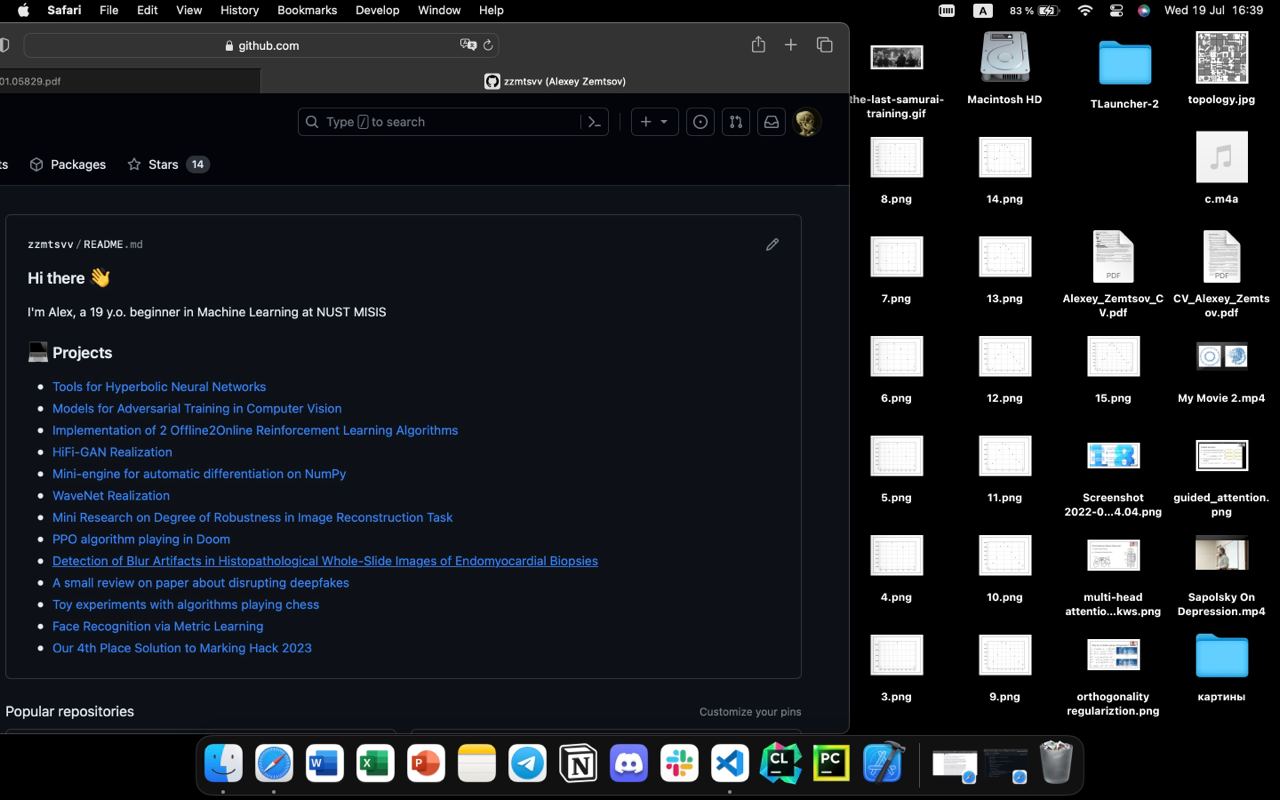 Safari File Edit View History Bookmarks Develop Window Help A 83 % Wed 19 Jul 16:39
github.com
01.05829.pdf
zzmtsvv (Alexey Zemtsov)
Type / to search
ts Packages Stars 14
zzmtsvv / README.md
Hi there 👋
I'm Alex, a 19 y.o. beginner in Machine Learning at NUST MISIS
💻 Projects
Tools for Hyperbolic Neural Networks
Models for Adversarial Training in Computer Vision
Implementation of 2 Offline2Online Reinforcement Learning Algorithms
HiFi-GAN Realization
Mini-engine for automatic differentiation on NumPy
WaveNet Realization
Mini Research on Degree of Robustness in Image Reconstruction Task
PPO algorithm playing in Doom
Detection of Blur Artifacts in Histopathological Whole-Slide Images of Endomyocardial Biopsies
A small review on paper about disrupting deepfakes
Toy experiments with algorithms playing chess
Face Recognition via Metric Learning
Our 4th Place Solution to Marking Hack 2023
Popular repositories
Customize your pins
the-last-samurai-
training.gif
Macintosh HD
TLauncher-2
topology.jpg
8.png
14.png
c.m4a
7.png
13.png
PDF
Alexey_Zemtsov_C
V.pdf
PDF
CV_Alexey_Zemts
ov.pdf
6.png
12.png
15.png
My Movie 2.mp4
5.png
11.png
Screenshot
2022-0...4.04.png
guided_attention.
png
4.png
10.png
multi-head
attentio...kws.png
Sapolsky On
Depression.mp4
3.png
9.png
orthogonality
regulariztion.png
картины
W
X
P
N
CL
PC